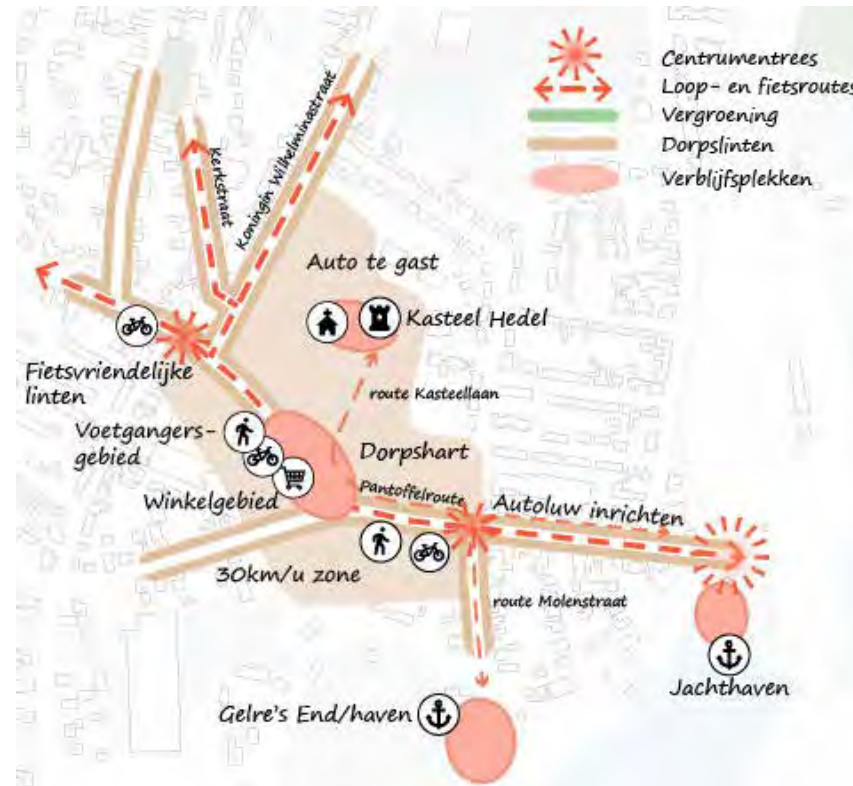 Centrumentrees
Loop- en fietsroutes
Vergroening
Dorpslinten
Verblijfsplekken
Koningin Wilhelminastraat
Kerkstraat
Auto te gast
Kasteel Hedel
Fietsvriendelijke
linten
route Kasteellaan
Voetgangers-
gebied
Dorpshart
Winkelgebied
Pantoffelroute
Autoluw inrichten
30km/u zone
route Molenstraat
Jachthaven
Gelre's End/haven